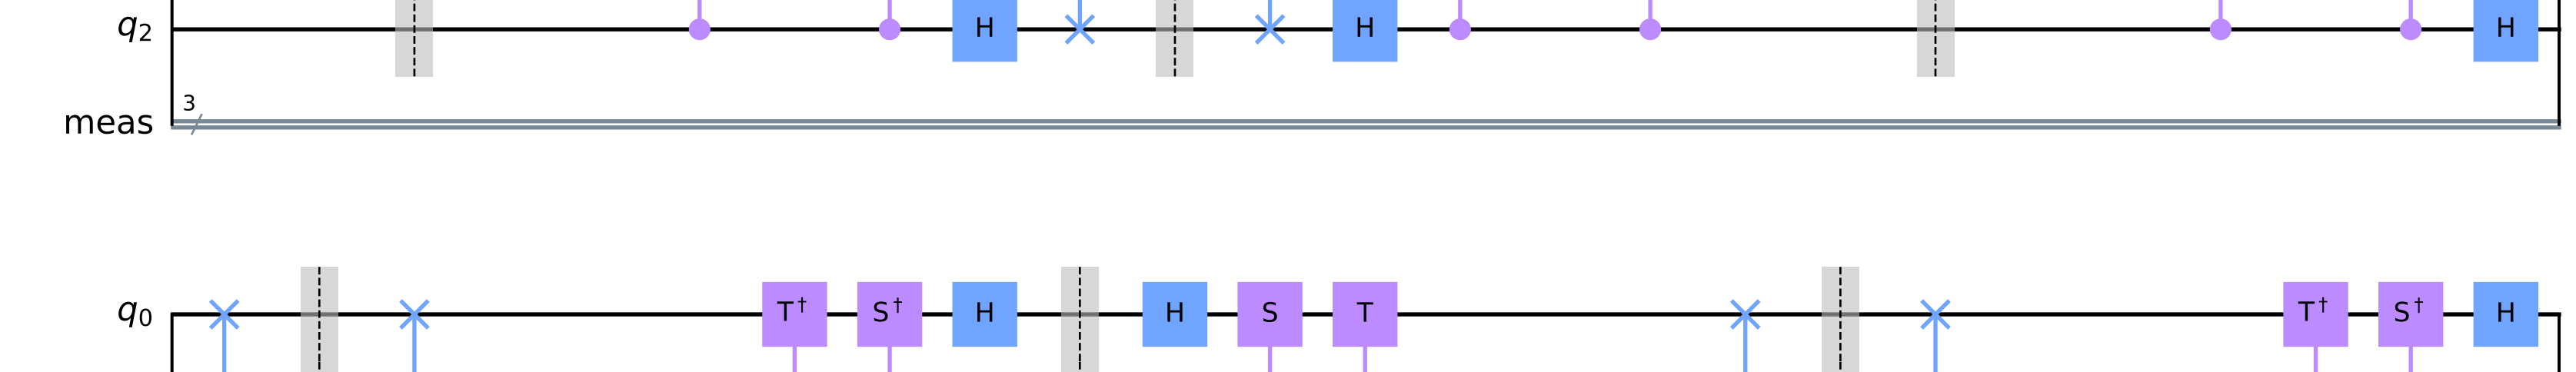 q₂ H H H
3
meas
q₀ T† S† H H S T T† S† H